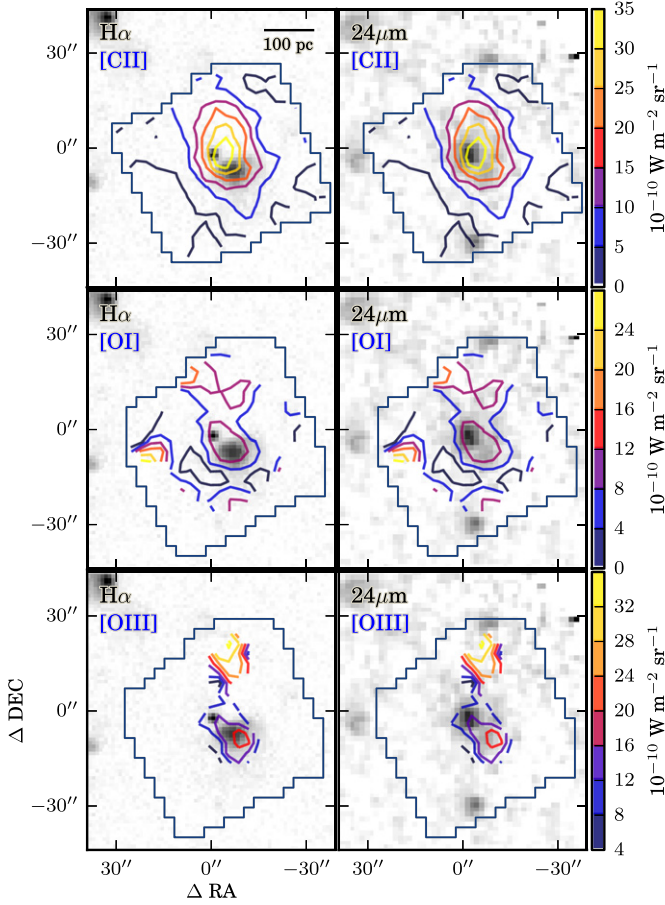 Hα
[CII]
100 pc
24μm
[CII]
30′′
0′′
−30′′
35
30
25
20
15
10
5
0
10⁻¹⁰ W m⁻² sr⁻¹
Hα
[OI]
24μm
[OI]
30′′
0′′
−30′′
24
20
16
12
8
4
0
10⁻¹⁰ W m⁻² sr⁻¹
Hα
[OIII]
24μm
[OIII]
30′′
0′′
−30′′
Δ DEC
32
28
24
20
16
12
8
4
10⁻¹⁰ W m⁻² sr⁻¹
30′′ 0′′ −30′′ 30′′ 0′′ −30′′
Δ RA